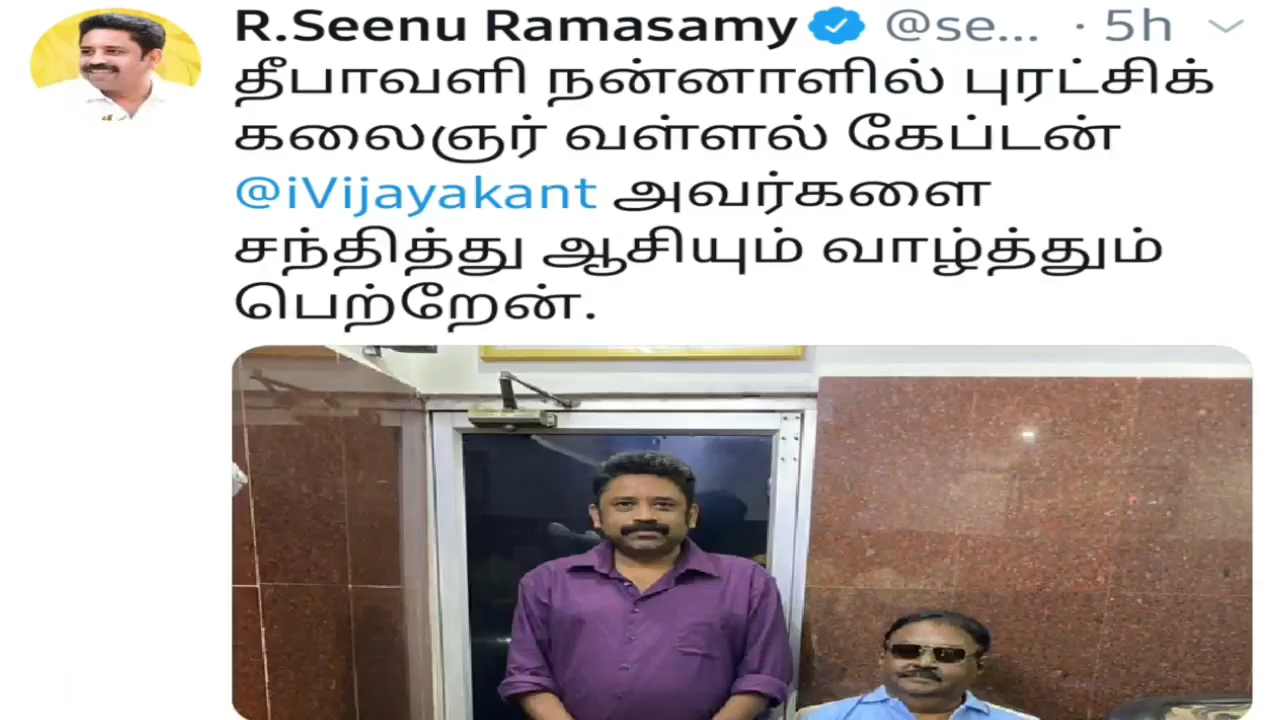 R.Seenu Ramasamy @se... · 5h
தீபாவளி நன்னாளில் புரட்சிக்
கலைஞர் வள்ளல் கேப்டன்
@iVijayakant அவர்களை
சந்தித்து ஆசியும் வாழ்த்தும்
பெற்றேன்.